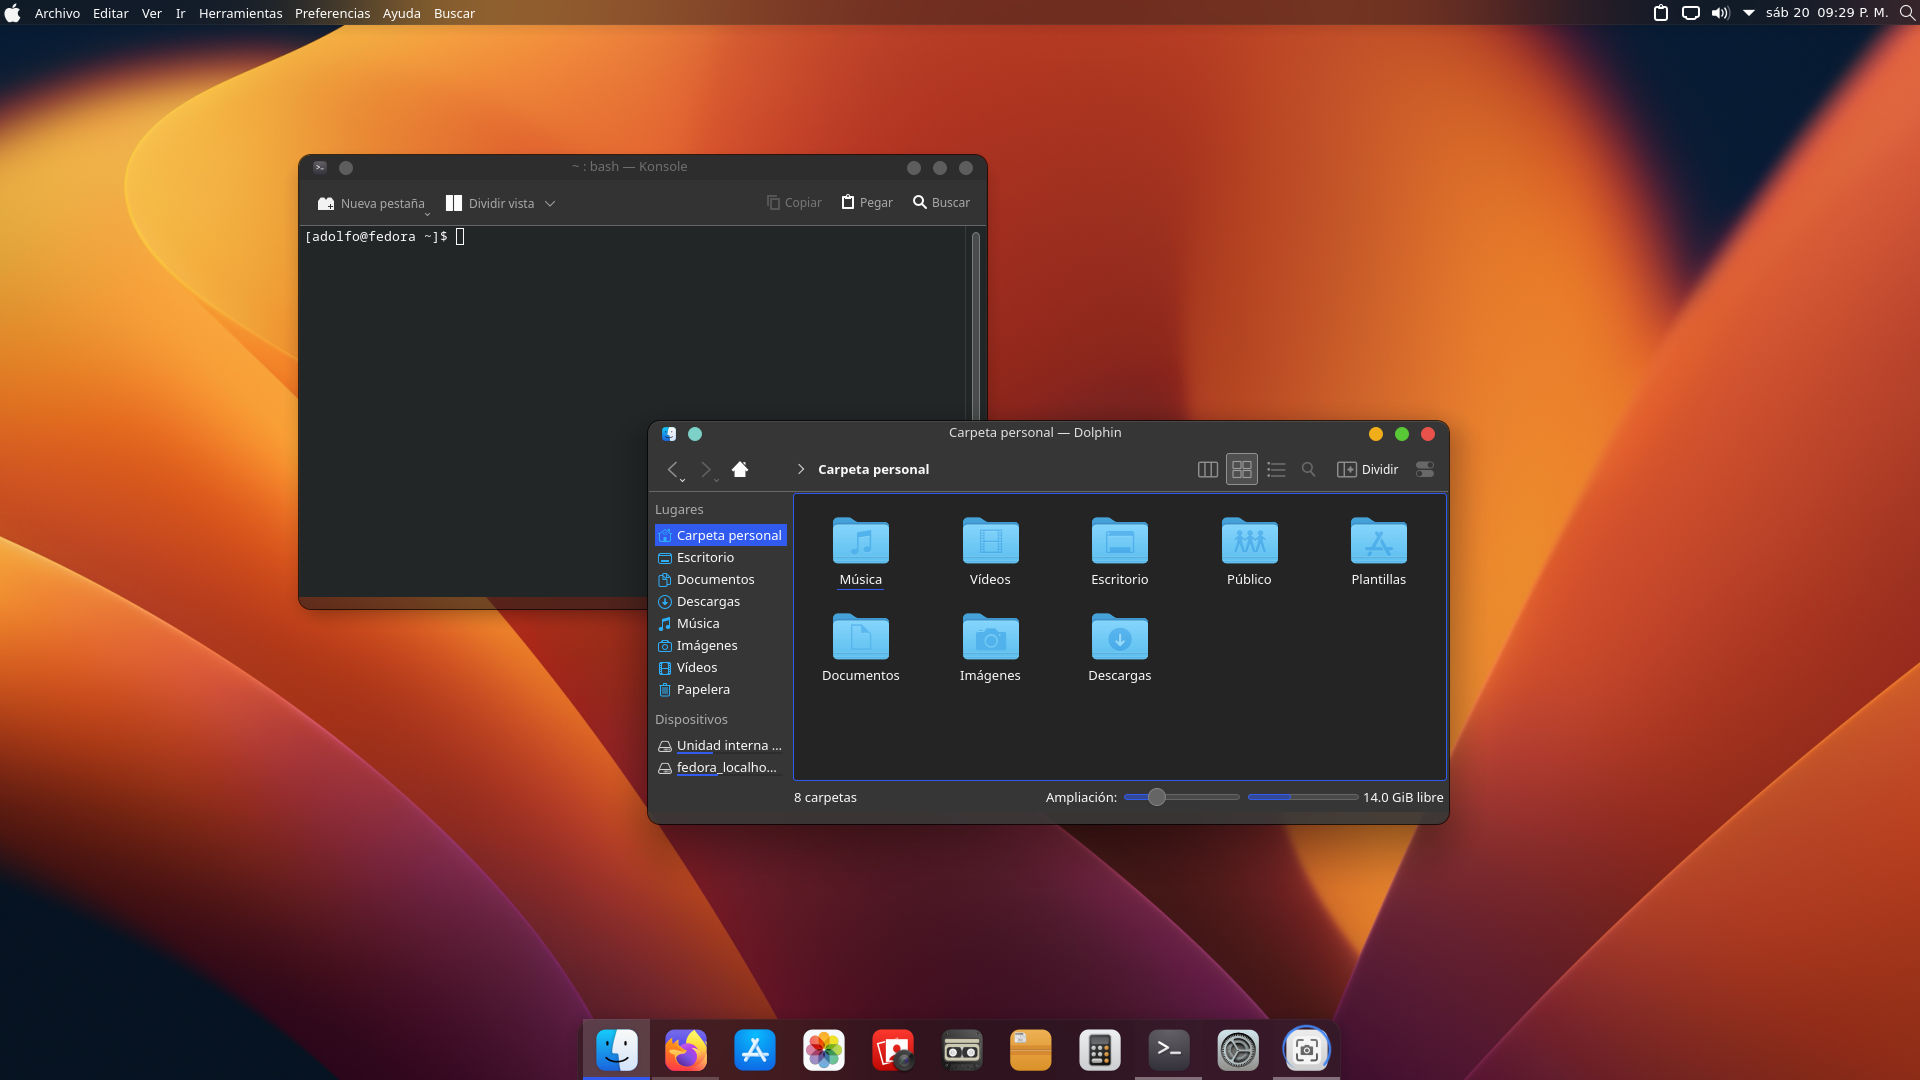 Archivo Editar Ver Ir Herramientas Preferencias Ayuda Buscar
sáb 20 09:29 P. M.
~ : bash — Konsole
Nueva pestaña Dividir vista Copiar Pegar Buscar
[adolfo@fedora ~]$
Carpeta personal — Dolphin
Carpeta personal
Dividir
Lugares
Carpeta personal
Escritorio
Documentos
Descargas
Música
Imágenes
Vídeos
Papelera
Dispositivos
Unidad interna ...
fedora_localho...
Música Vídeos Escritorio Público Plantillas
Documentos Imágenes Descargas
8 carpetas
Ampliación:
14.0 GiB libre